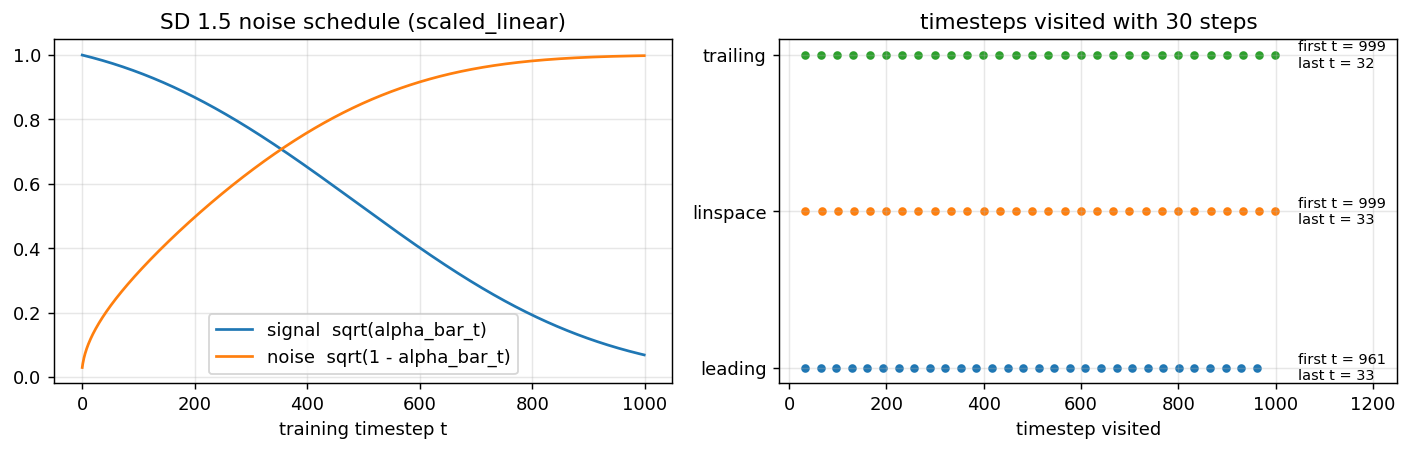 SD 1.5 noise schedule (scaled_linear)
1.0
0.8
0.6
0.4
0.2
0.0
signal sqrt(alpha_bar_t)
noise sqrt(1 - alpha_bar_t)
0 200 400 600 800 1000
training timestep t
timesteps visited with 30 steps
trailing
first t = 999
last t = 32
linspace
first t = 999
last t = 33
leading
first t = 961
last t = 33
0 200 400 600 800 1000 1200
timestep visited